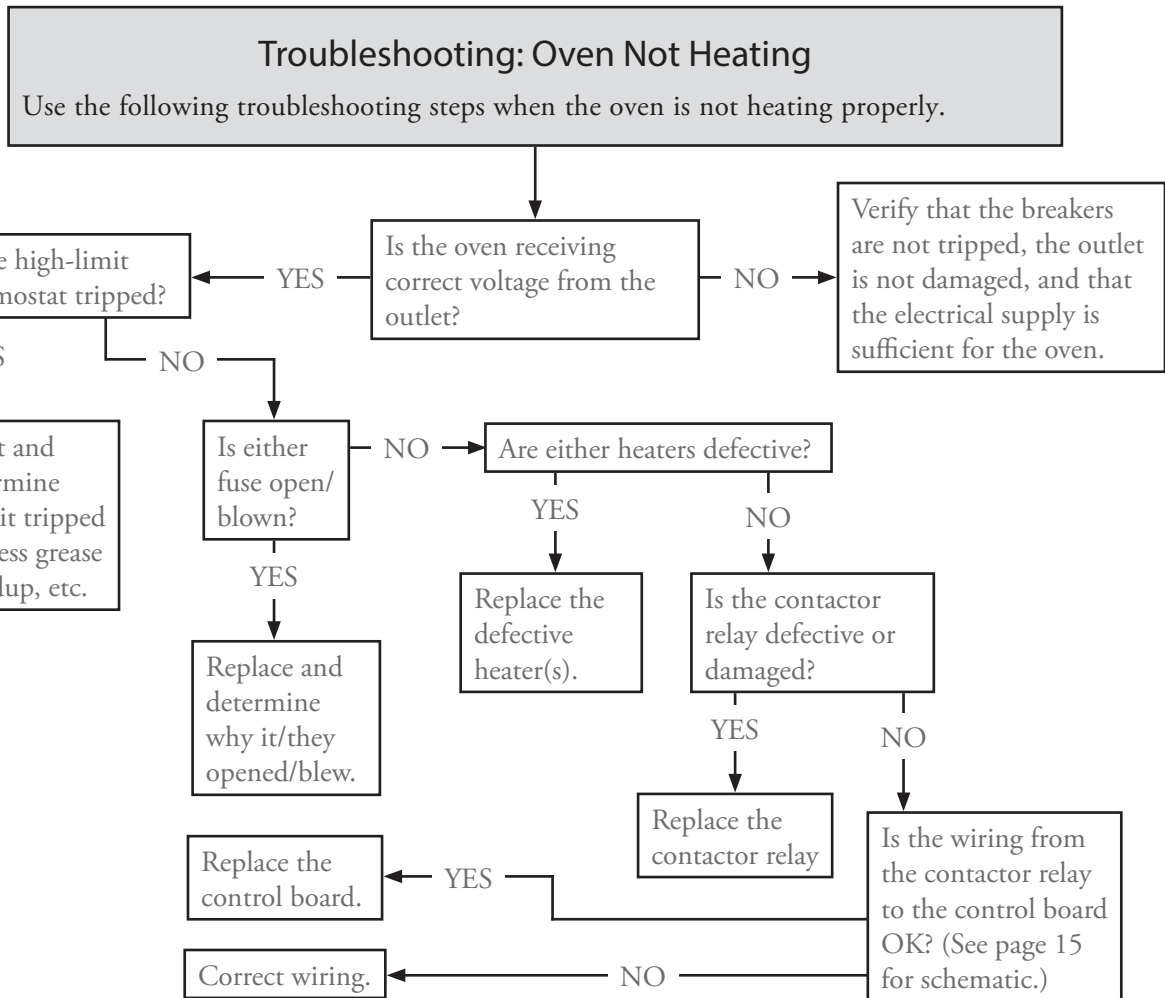 Troubleshooting: Oven Not Heating
Use the following troubleshooting steps when the oven is not heating properly.
Is the oven receiving
correct voltage from the
outlet?
YES
NO
Verify that the breakers
are not tripped, the outlet
is not damaged, and that
the electrical supply is
sufficient for the oven.
high-limit
tripped?
NO
and
it tripped
grease
etc.
Is either
fuse open/
blown?
NO
YES
Replace and
determine
why it/they
opened/blew.
Are either heaters defective?
YES
NO
Replace the
defective
heater(s).
Is the contactor
relay defective or
damaged?
YES
NO
Replace the
contactor relay
Is the wiring from
the contactor relay
to the control board
OK? (See page 15
for schematic.)
YES
Replace the
control board.
NO
Correct wiring.